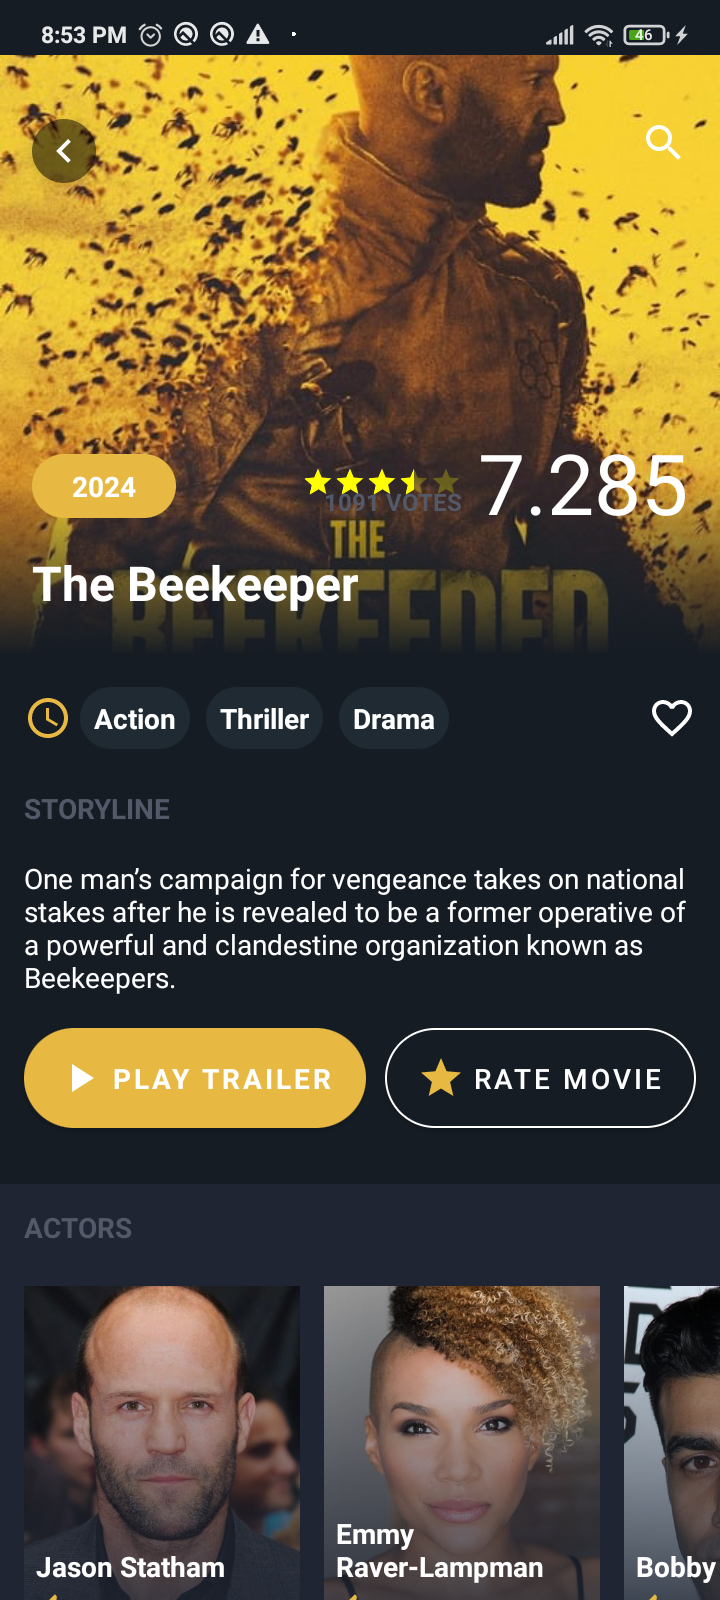 8:53 PM
46
2024
1091 VOTES
7.285
THE
BEEKEEPER
The Beekeeper
Action
Thriller
Drama
STORYLINE
One man’s campaign for vengeance takes on national
stakes after he is revealed to be a former operative of
a powerful and clandestine organization known as
Beekeepers.
PLAY TRAILER
RATE MOVIE
ACTORS
Jason Statham
Emmy
Raver-Lampman
Bobby